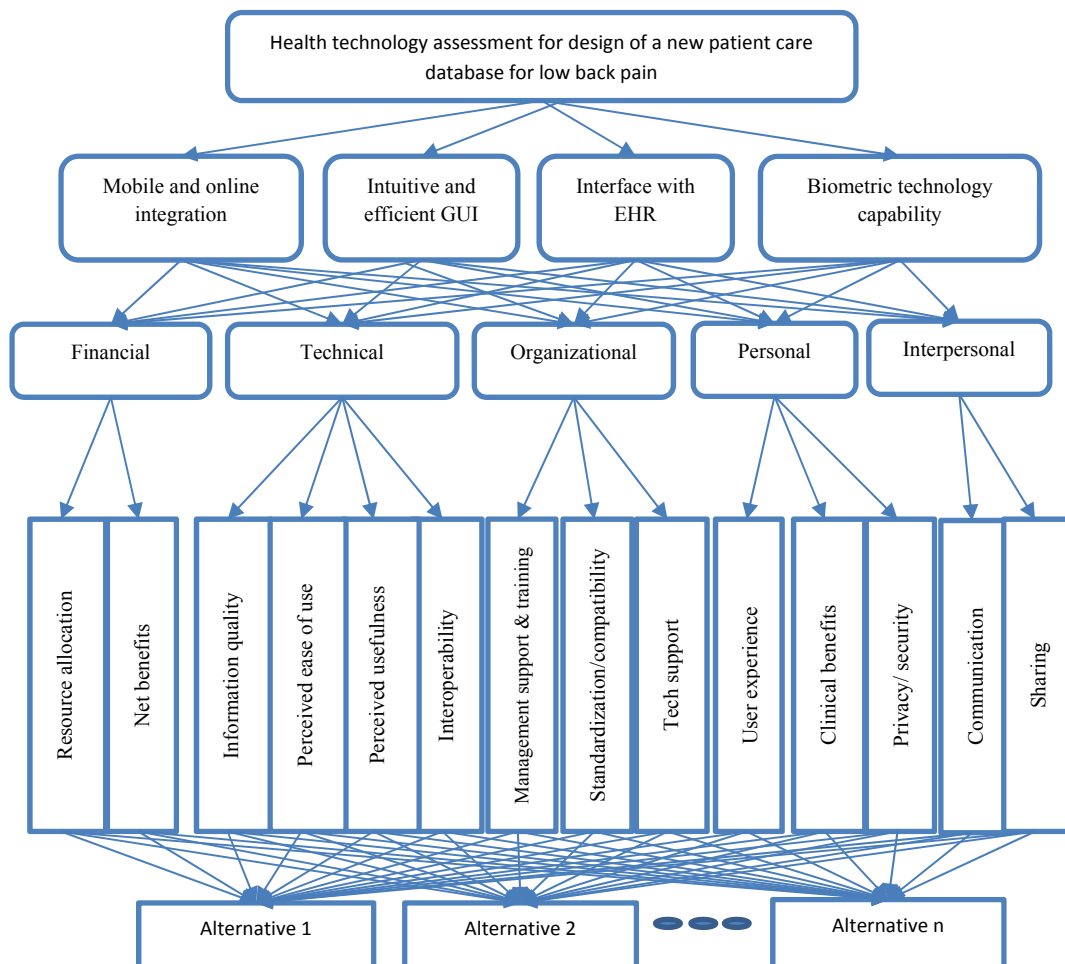 Health technology assessment for design of a new patient care
database for low back pain
Mobile and online
integration
Intuitive and
efficient GUI
Interface with
EHR
Biometric technology
capability
Financial
Technical
Organizational
Personal
Interpersonal
Resource allocation
Net benefits
Information quality
Perceived ease of use
Perceived usefulness
Interoperability
Management support & training
Standardization/compatibility
Tech support
User experience
Clinical benefits
Privacy/ security
Communication
Sharing
Alternative 1
Alternative 2
Alternative n